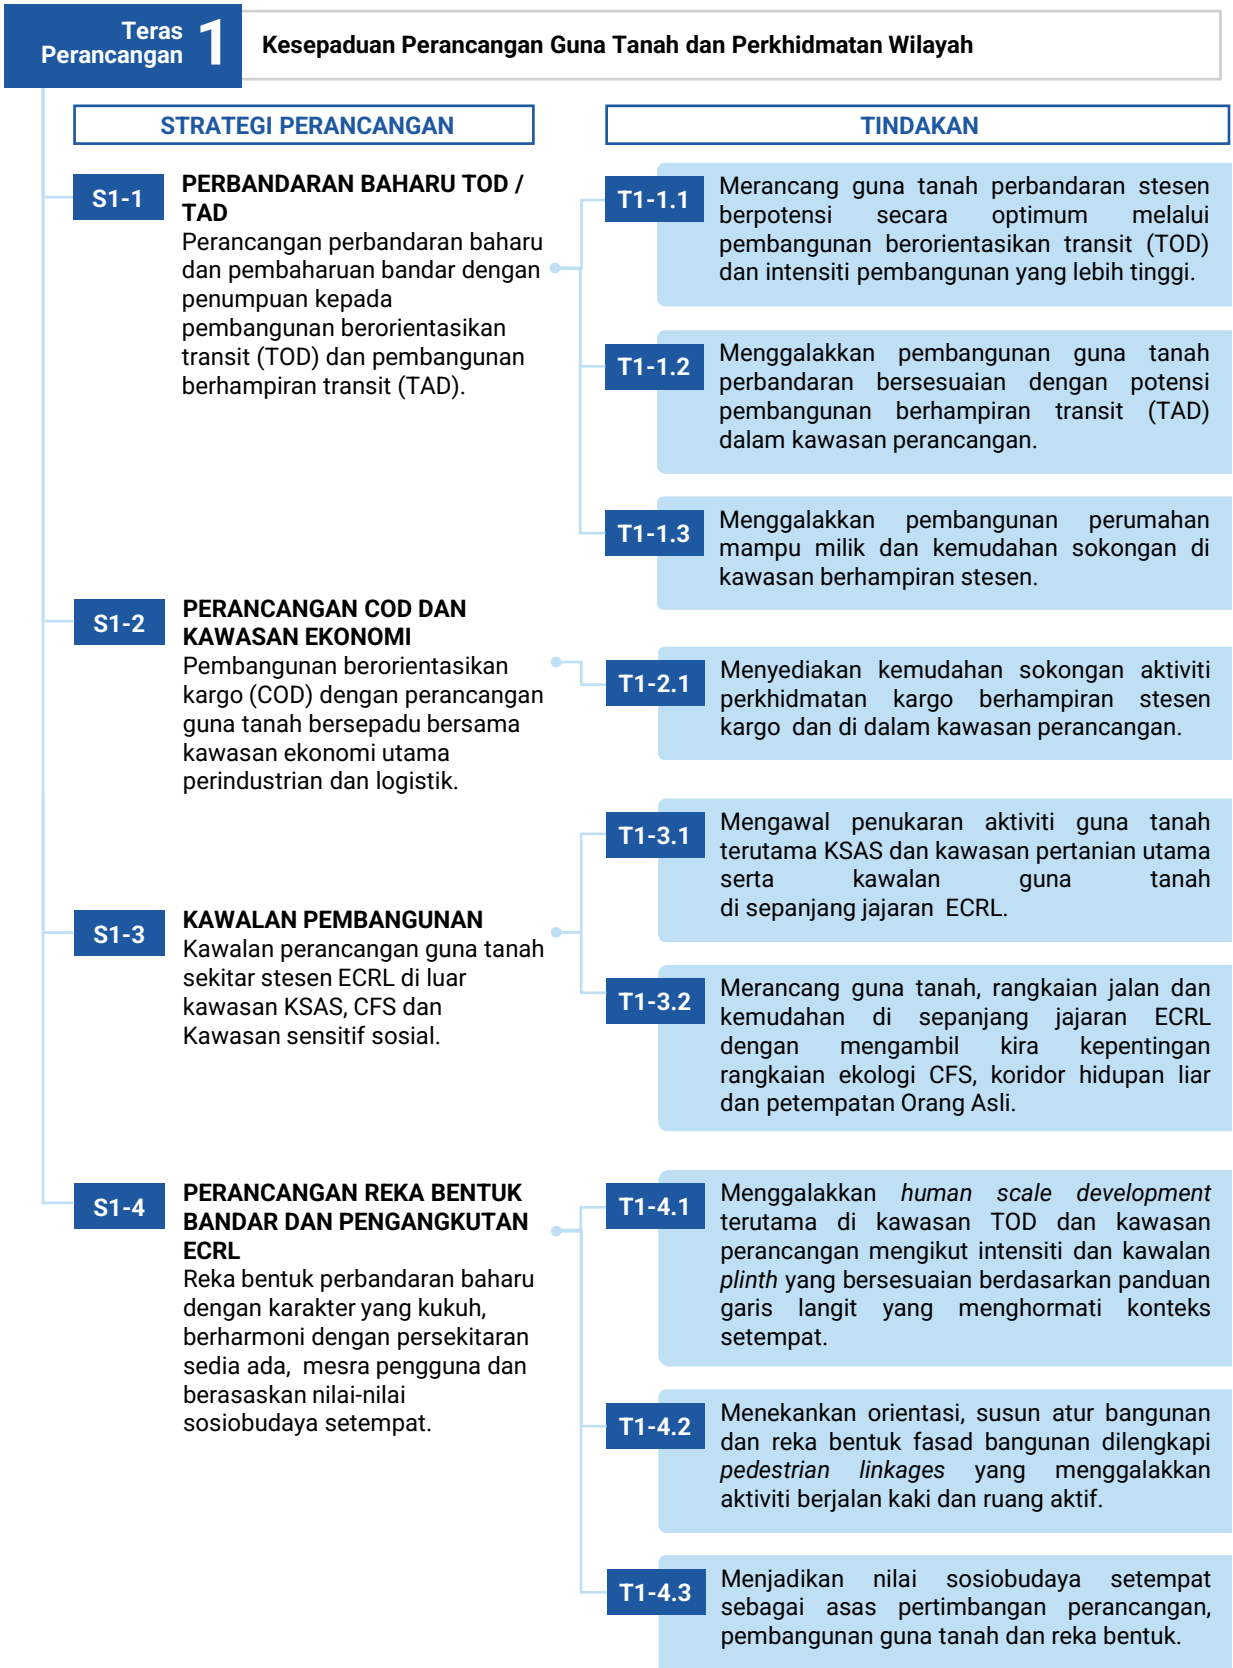 Teras
Perancangan
1
Kesepaduan Perancangan Guna Tanah dan Perkhidmatan Wilayah
STRATEGI PERANCANGAN
TINDAKAN
S1-1
PERBANDARAN BAHARU TOD /
TAD
Perancangan perbandaran baharu
dan pembaharuan bandar dengan
penumpuan kepada
pembangunan berorientasikan
transit (TOD) dan pembangunan
berhampiran transit (TAD).
T1-1.1
Merancang guna tanah perbandaran stesen
berpotensi secara optimum melalui
pembangunan berorientasikan transit (TOD)
dan intensiti pembangunan yang lebih tinggi.
T1-1.2
Menggalakkan pembangunan guna tanah
perbandaran bersesuaian dengan potensi
pembangunan berhampiran transit (TAD)
dalam kawasan perancangan.
T1-1.3
Menggalakkan pembangunan perumahan
mampu milik dan kemudahan sokongan di
kawasan berhampiran stesen.
S1-2
PERANCANGAN COD DAN
KAWASAN EKONOMI
Pembangunan berorientasikan
kargo (COD) dengan perancangan
guna tanah bersepadu bersama
kawasan ekonomi utama
perindustrian dan logistik.
T1-2.1
Menyediakan kemudahan sokongan aktiviti
perkhidmatan kargo berhampiran stesen
kargo dan di dalam kawasan perancangan.
S1-3
KAWALAN PEMBANGUNAN
Kawalan perancangan guna tanah
sekitar stesen ECRL di luar
kawasan KSAS, CFS dan
Kawasan sensitif sosial.
T1-3.1
Mengawal penukaran aktiviti guna tanah
terutama KSAS dan kawasan pertanian utama
serta kawalan guna tanah
di sepanjang jajaran ECRL.
T1-3.2
Merancang guna tanah, rangkaian jalan dan
kemudahan di sepanjang jajaran ECRL
dengan mengambil kira kepentingan
rangkaian ekologi CFS, koridor hidupan liar
dan petempatan Orang Asli.
S1-4
PERANCANGAN REKA BENTUK
BANDAR DAN PENGANGKUTAN
ECRL
Reka bentuk perbandaran baharu
dengan karakter yang kukuh,
berharmoni dengan persekitaran
sedia ada, mesra pengguna dan
berasaskan nilai-nilai
sosiobudaya setempat.
T1-4.1
Menggalakkan human scale development
terutama di kawasan TOD dan kawasan
perancangan mengikut intensiti dan kawalan
plinth yang bersesuaian berdasarkan panduan
garis langit yang menghormati konteks
setempat.
T1-4.2
Menekankan orientasi, susun atur bangunan
dan reka bentuk fasad bangunan dilengkapi
pedestrian linkages yang menggalakkan
aktiviti berjalan kaki dan ruang aktif.
T1-4.3
Menjadikan nilai sosiobudaya setempat
sebagai asas pertimbangan perancangan,
pembangunan guna tanah dan reka bentuk.